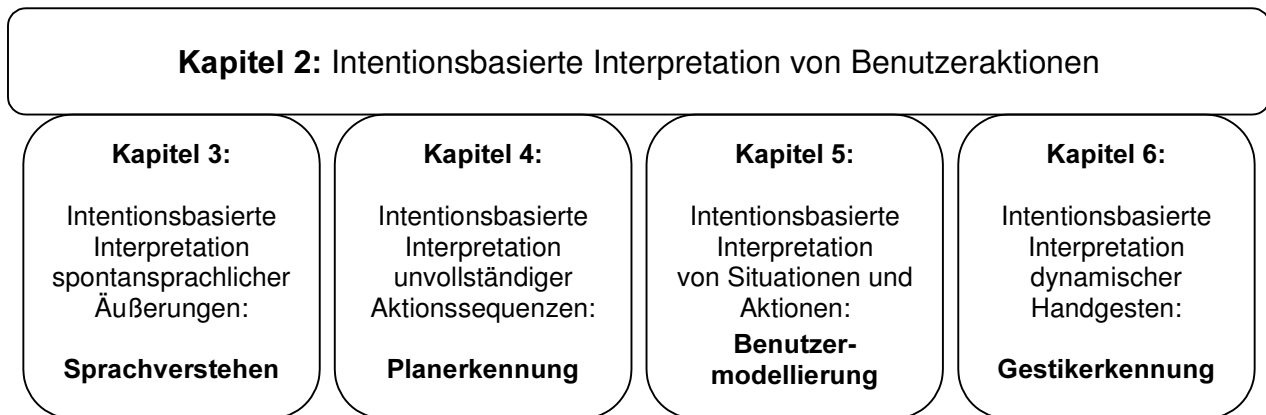 Kapitel 2: Intentionsbasierte Interpretation von Benutzeraktionen
Kapitel 3:
Intentionsbasierte
Interpretation
spontansprachlicher
Äußerungen:
Sprachverstehen
Kapitel 4:
Intentionsbasierte
Interpretation
unvollständiger
Aktionssequenzen:
Planerkennung
Kapitel 5:
Intentionsbasierte
Interpretation
von Situationen und
Aktionen:
Benutzer-
modellierung
Kapitel 6:
Intentionsbasierte
Interpretation
dynamischer
Handgesten:
Gestikerkennung